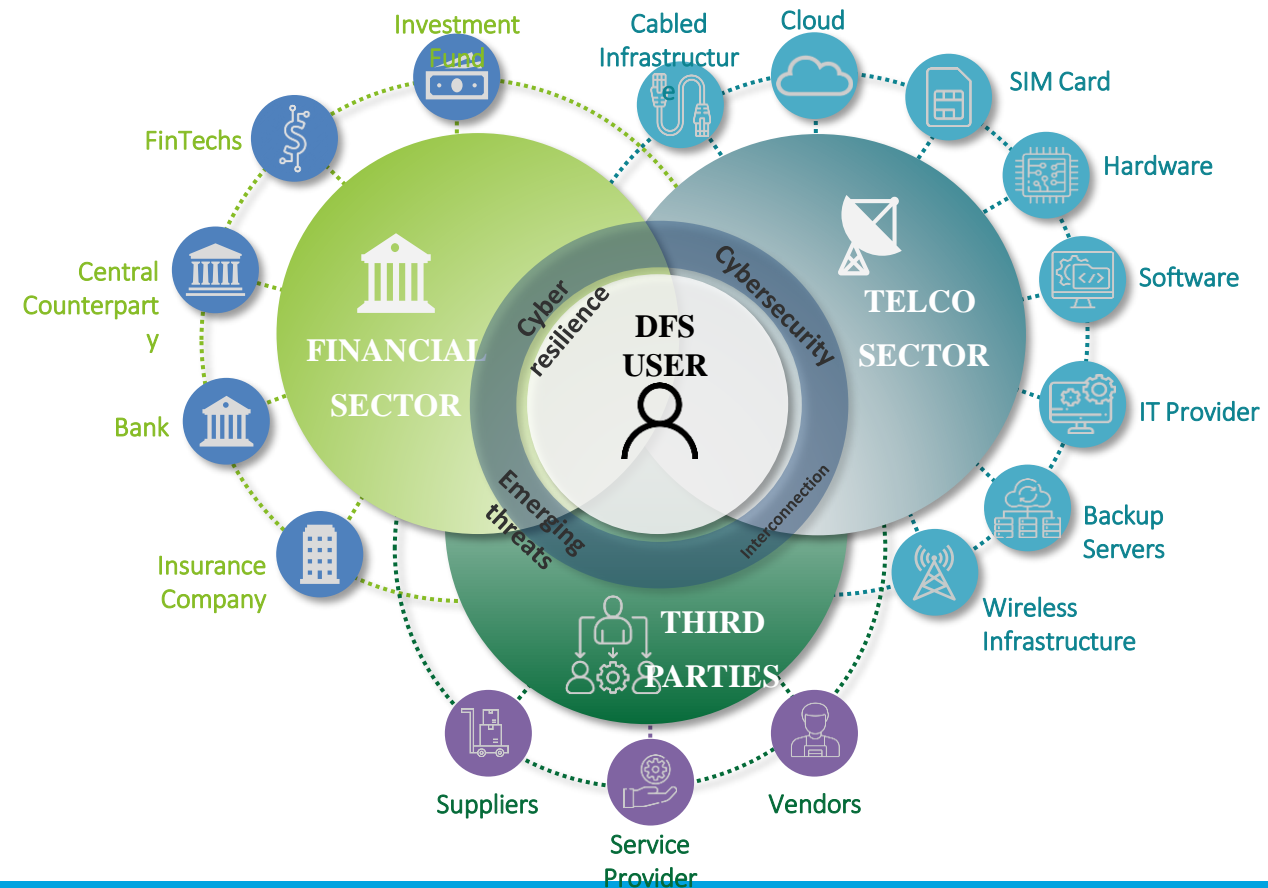 Investment
Fund
Cabled
Infrastructur
e
Cloud
SIM Card
FinTechs
Hardware
Central
Counterpart
y
Software
Bank
IT Provider
Insurance
Company
Backup
Servers
Wireless
Infrastructure
FINANCIAL
SECTOR
TELCO
SECTOR
Cyber
resilience
Cybersecurity
DFS
USER
Emerging
threats
Interconnection
THIRD
PARTIES
Suppliers
Service
Provider
Vendors